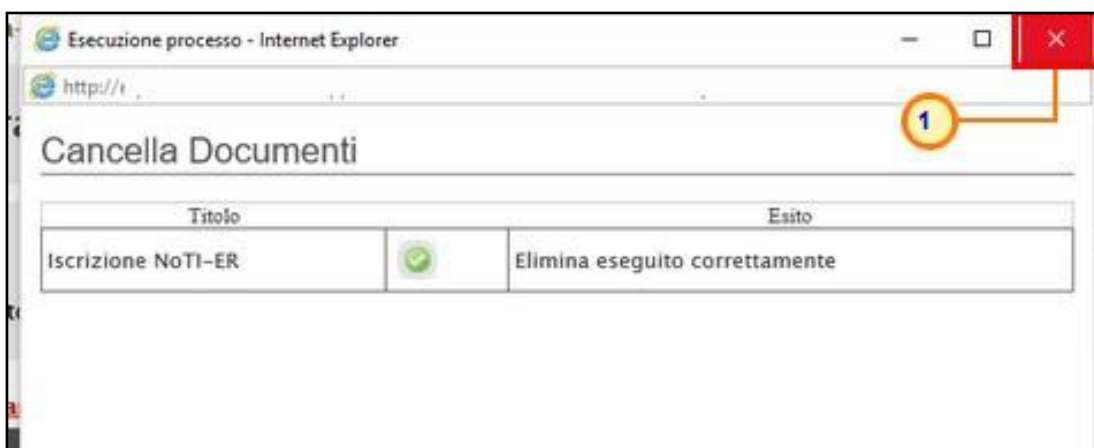 Esecuzione processo - Internet Explorer
http://
1
Cancella Documenti
Titolo Esito
Iscrizione NoTI-ER Elimina eseguito correttamente